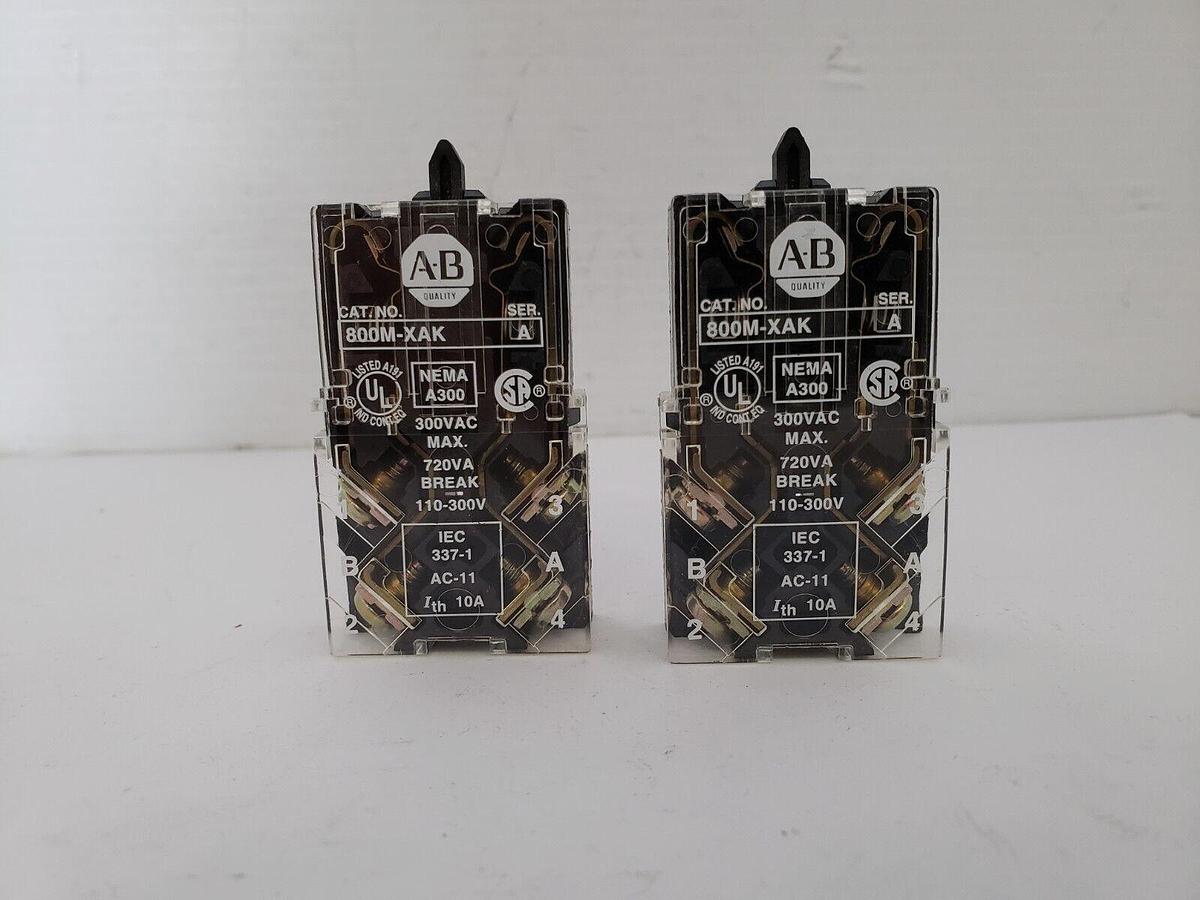 A-B
QUALITY
CAT. NO. SER.
800M-XAK A
LISTED A191
UL ®
IND CONT. EQ
NEMA
A300
SA ®
300VAC
MAX.
720VA
BREAK
110-300V
1 3
IEC
337-1
B A
AC-11
Ith 10A
2 4
A-B
QUALITY
CAT. NO. SER.
800M-XAK A
LISTED A191
UL ®
IND CONT. EQ
NEMA
A300
SA ®
300VAC
MAX.
720VA
BREAK
110-300V
1 3
IEC
337-1
B A
AC-11
Ith 10A
2 4